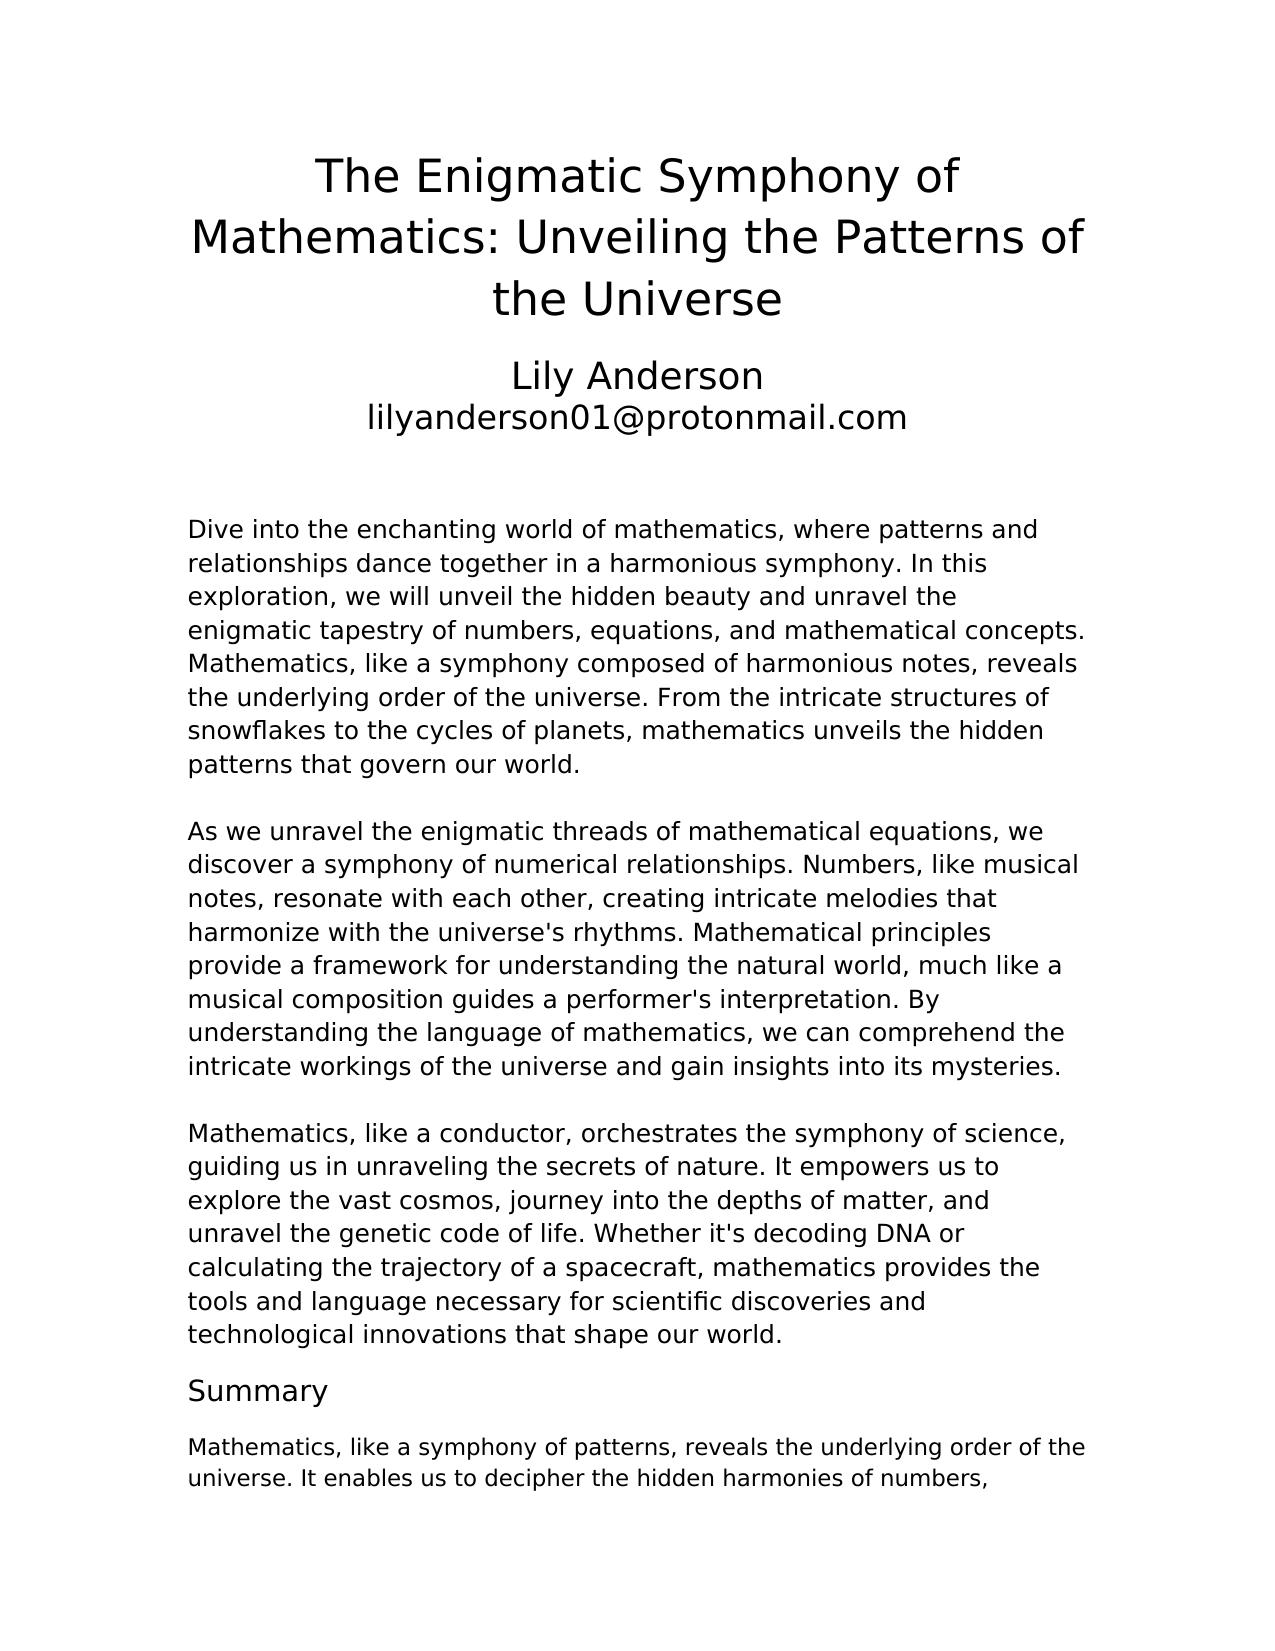 The Enigmatic Symphony of
Mathematics: Unveiling the Patterns of
the Universe
Lily Anderson
lilyanderson01@protonmail.com
Dive into the enchanting world of mathematics, where patterns and
relationships dance together in a harmonious symphony. In this
exploration, we will unveil the hidden beauty and unravel the
enigmatic tapestry of numbers, equations, and mathematical concepts.
Mathematics, like a symphony composed of harmonious notes, reveals
the underlying order of the universe. From the intricate structures of
snowflakes to the cycles of planets, mathematics unveils the hidden
patterns that govern our world.
As we unravel the enigmatic threads of mathematical equations, we
discover a symphony of numerical relationships. Numbers, like musical
notes, resonate with each other, creating intricate melodies that
harmonize with the universe's rhythms. Mathematical principles
provide a framework for understanding the natural world, much like a
musical composition guides a performer's interpretation. By
understanding the language of mathematics, we can comprehend the
intricate workings of the universe and gain insights into its mysteries.
Mathematics, like a conductor, orchestrates the symphony of science,
guiding us in unraveling the secrets of nature. It empowers us to
explore the vast cosmos, journey into the depths of matter, and
unravel the genetic code of life. Whether it's decoding DNA or
calculating the trajectory of a spacecraft, mathematics provides the
tools and language necessary for scientific discoveries and
technological innovations that shape our world.
Summary
Mathematics, like a symphony of patterns, reveals the underlying order of the
universe. It enables us to decipher the hidden harmonies of numbers,